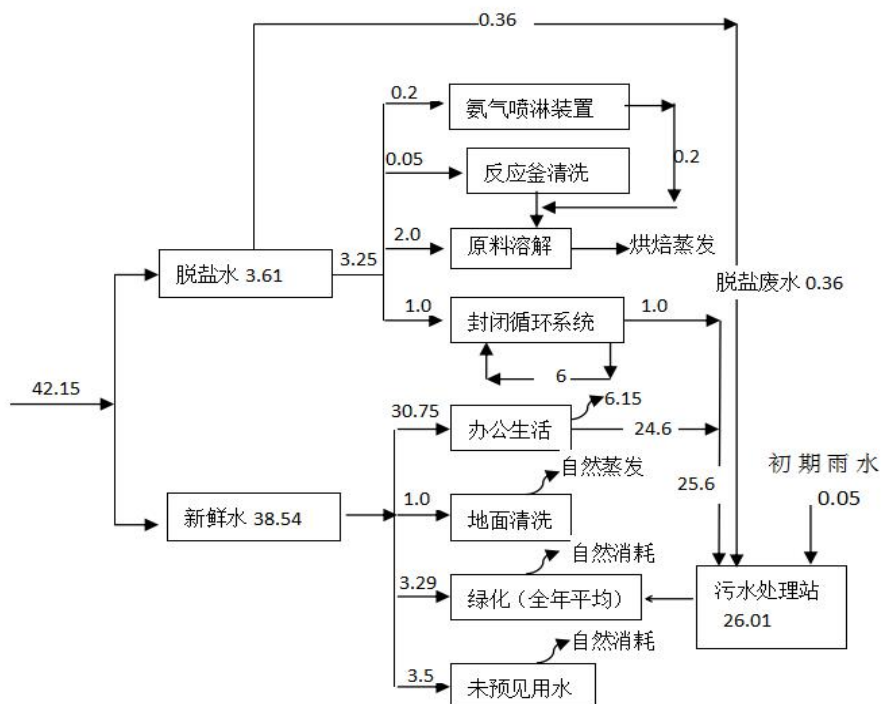 0.36
0.2
氨气喷淋装置
0.05
反应釜清洗
0.2
2.0
原料溶解
烘焙蒸发
脱盐水 3.61
3.25
脱盐废水 0.36
1.0
封闭循环系统
1.0
6
42.15
30.75
办公生活
6.15
24.6
自然蒸发
初期雨水
0.05
新鲜水 38.54
1.0
地面清洗
25.6
自然消耗
3.29
绿化（全年平均）
污水处理站
26.01
自然消耗
3.5
未预见用水